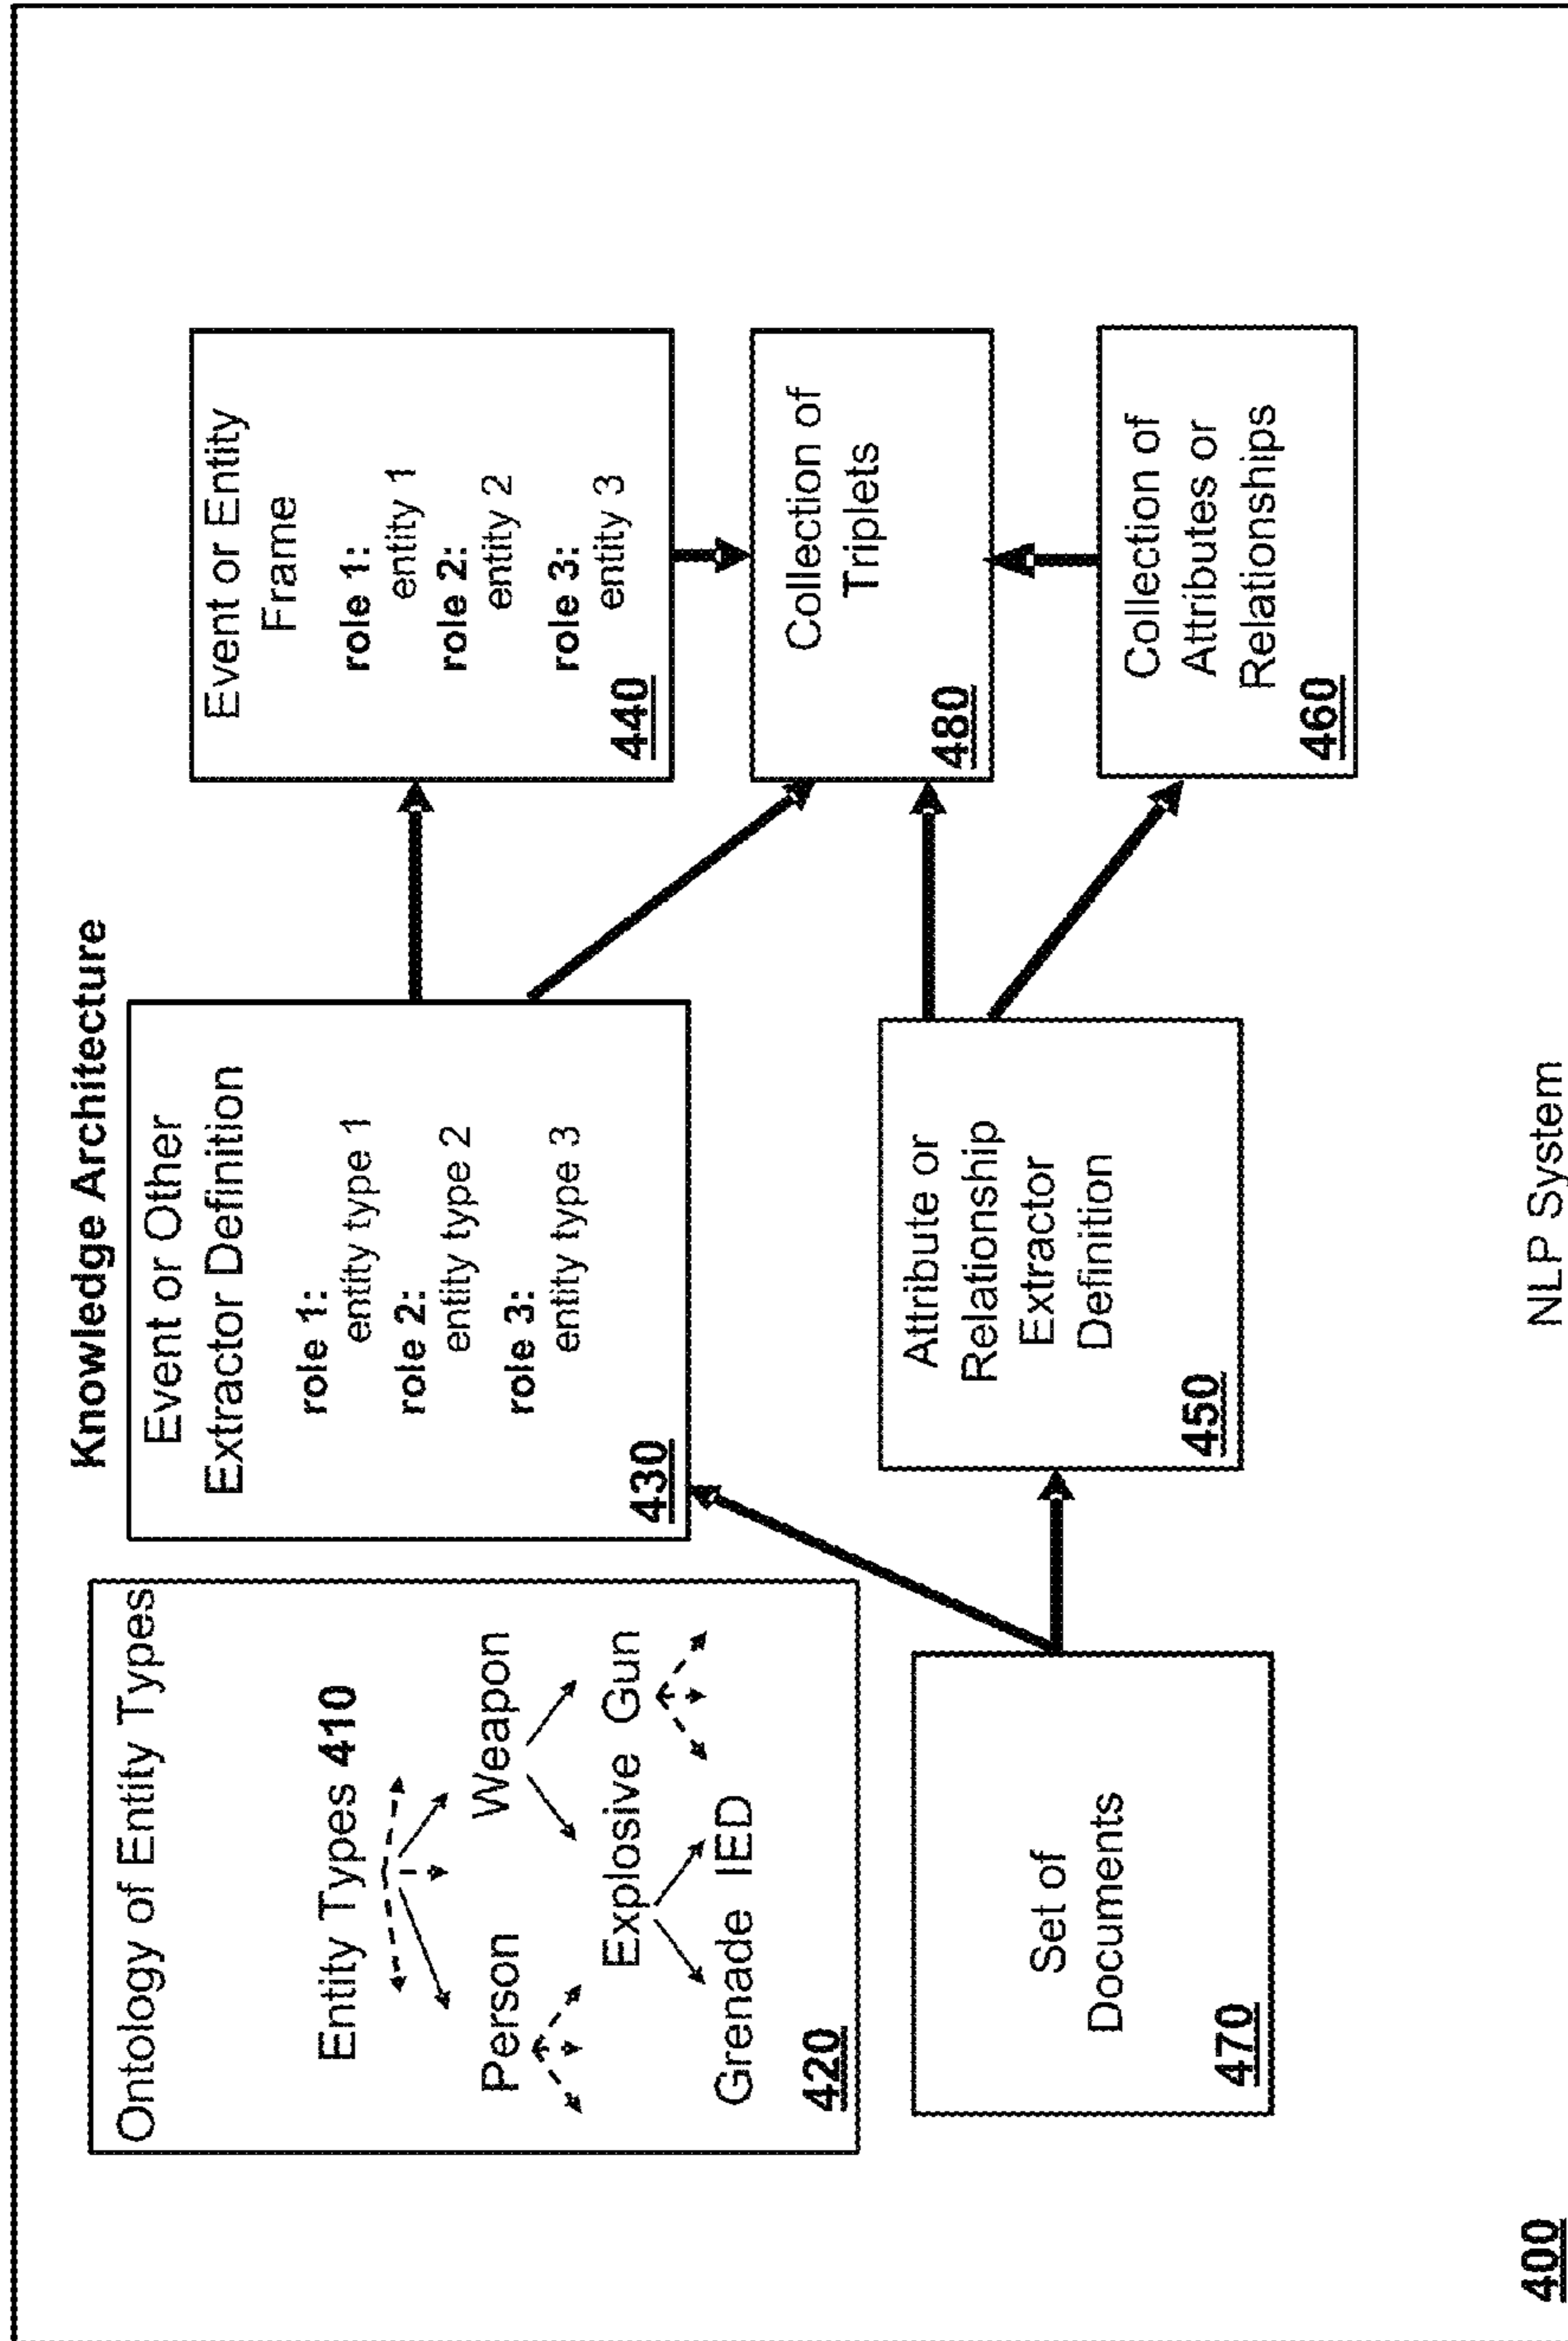 Knowledge Architecture
Ontology of Entity Types
Entity Types 410
Person
Weapon
Explosive
Gun
Grenade
IED
420
Event or Other
Extractor Definition
role 1:
entity type 1
role 2:
entity type 2
role 3:
entity type 3
430
Event or Entity
Frame
role 1:
entity 1
role 2:
entity 2
role 3:
entity 3
440
Set of
Documents
470
Attribute or
Relationship
Extractor
Definition
450
Collection of
Triplets
480
Collection of
Attributes or
Relationships
460
400
NLP System